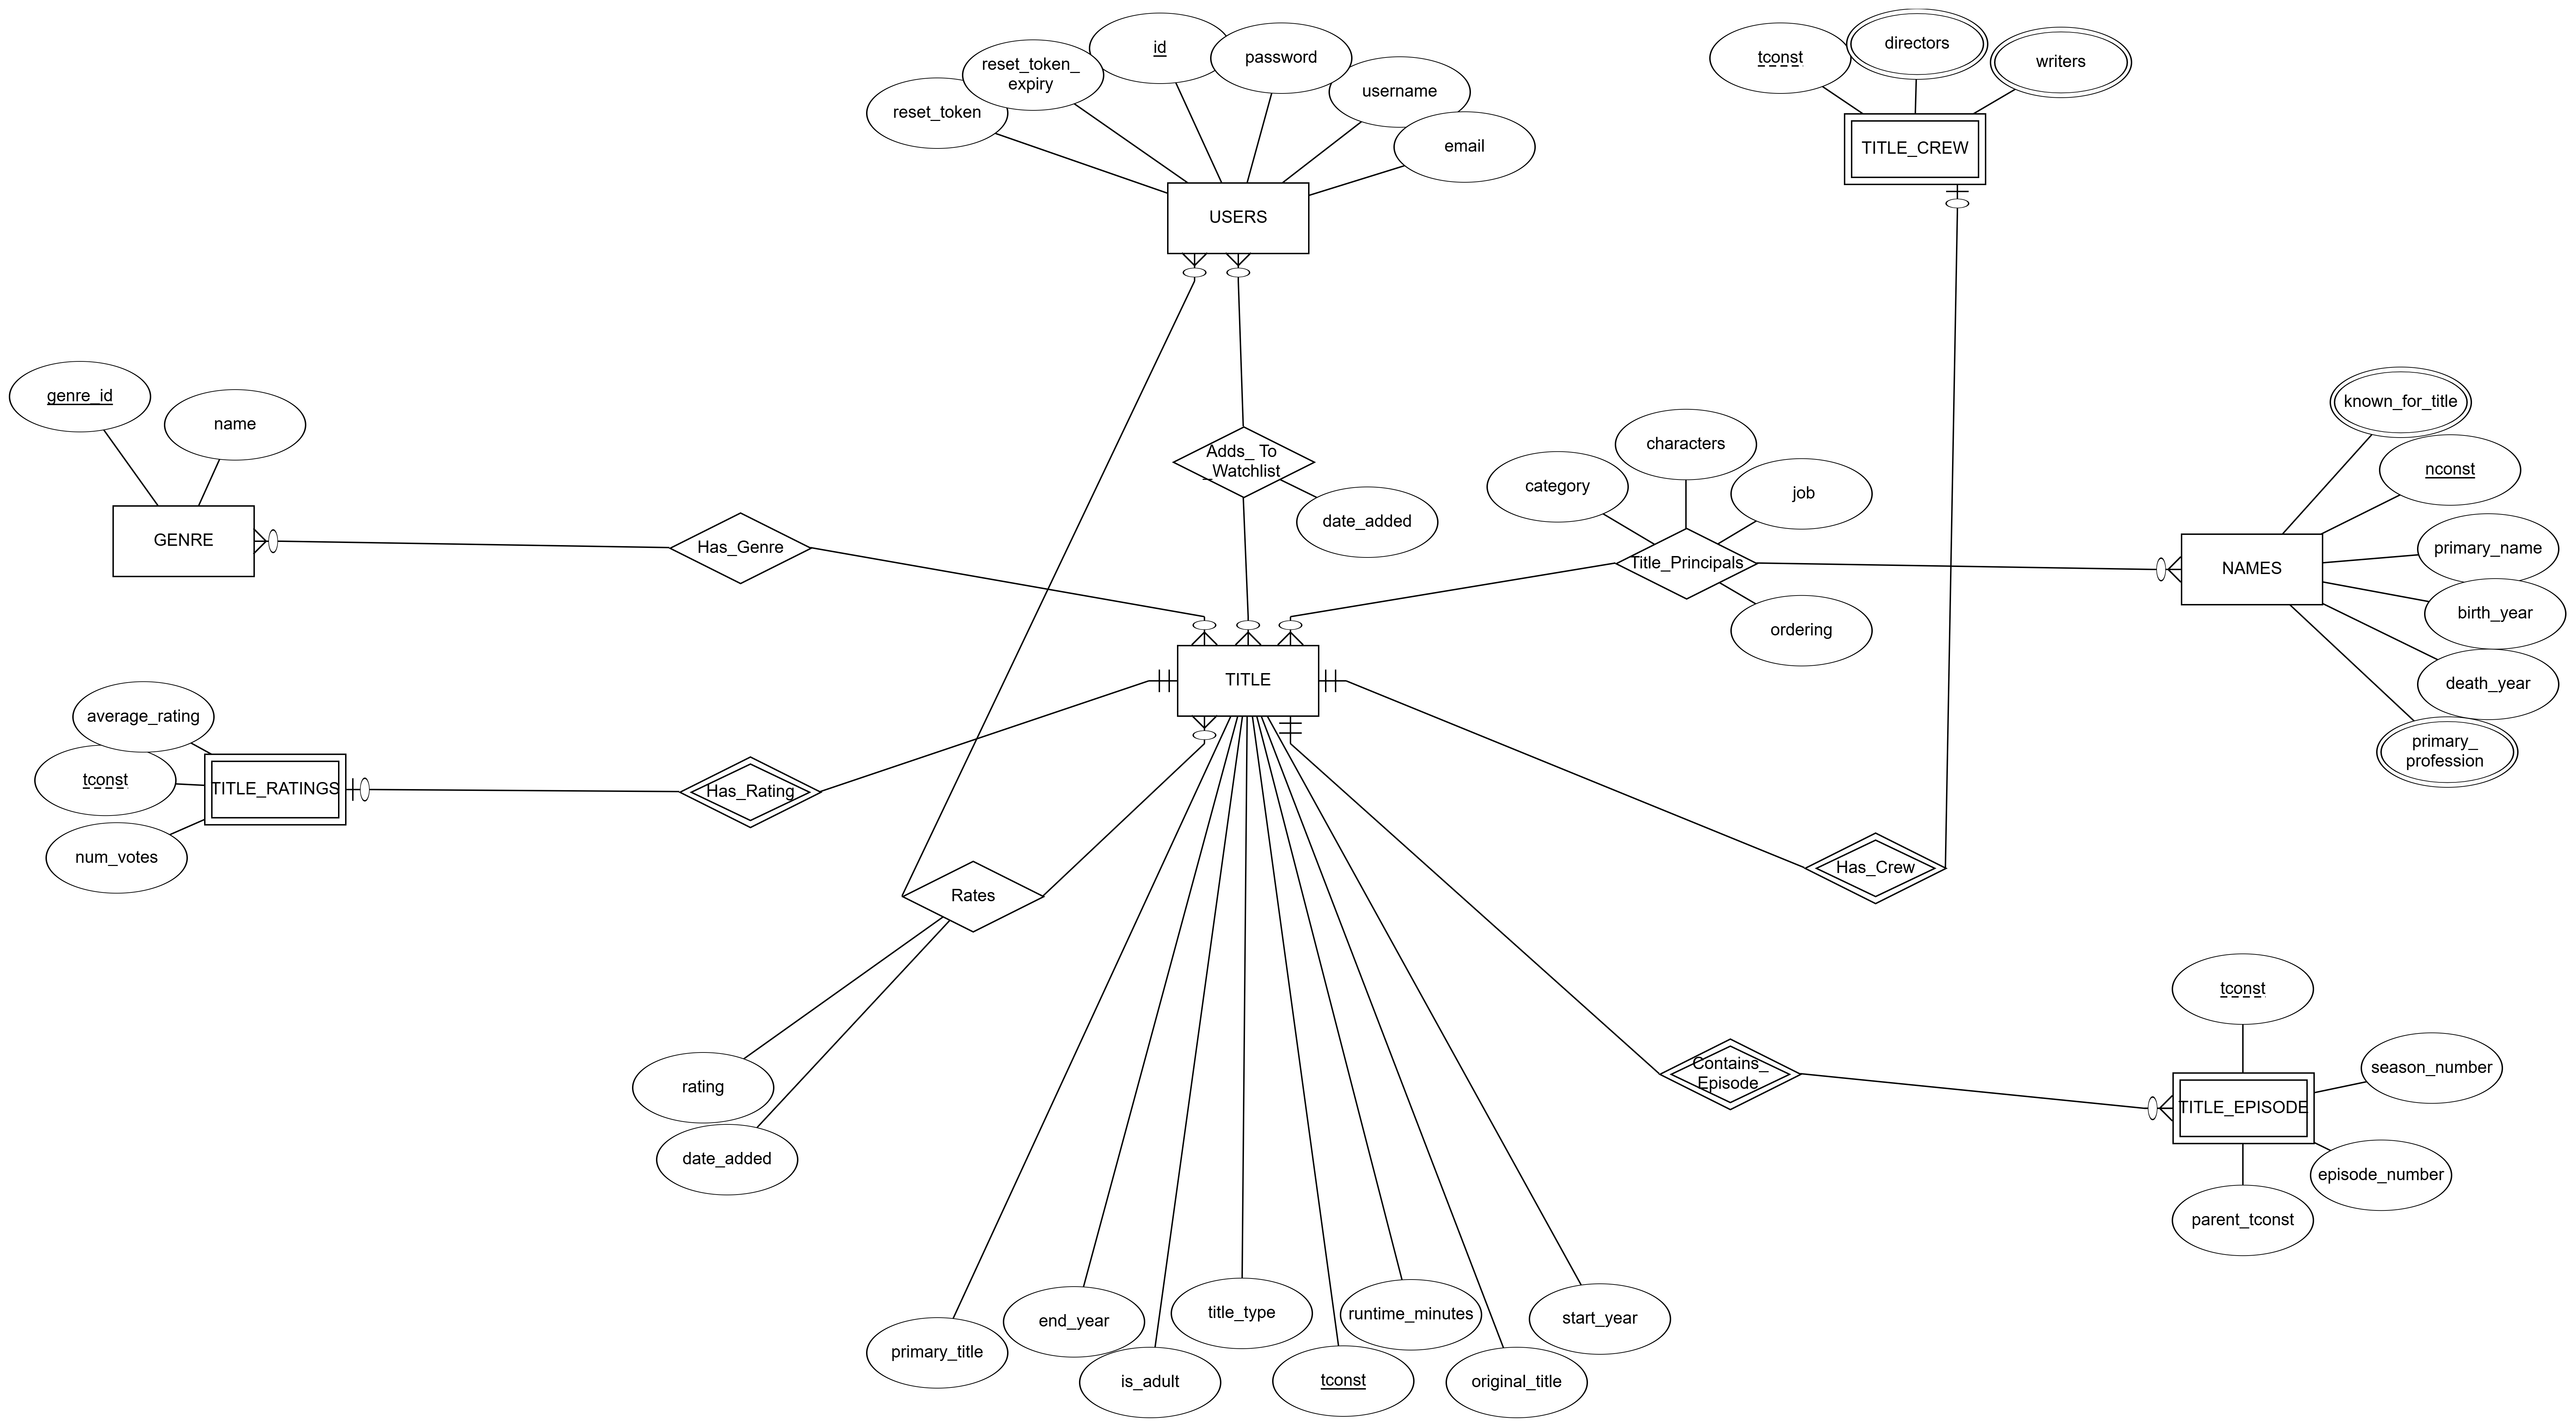 id
directors
tconst
password
writers
reset_token_
expiry
username
reset_token
email
TITLE_CREW
USERS
genre_id
name
known_for_title
characters
Adds_ To
_Watchlist
category
job
nconst
date_added
GENRE
Has_Genre
Title_Principals
NAMES
primary_name
birth_year
ordering
TITLE
death_year
average_rating
tconst
TITLE_RATINGS
Has_Rating
primary_
profession
num_votes
Rates
Has_Crew
tconst
rating
Contains_
Episode
season_number
TITLE_EPISODE
date_added
episode_number
parent_tconst
primary_title
end_year
is_adult
title_type
tconst
runtime_minutes
original_title
start_year